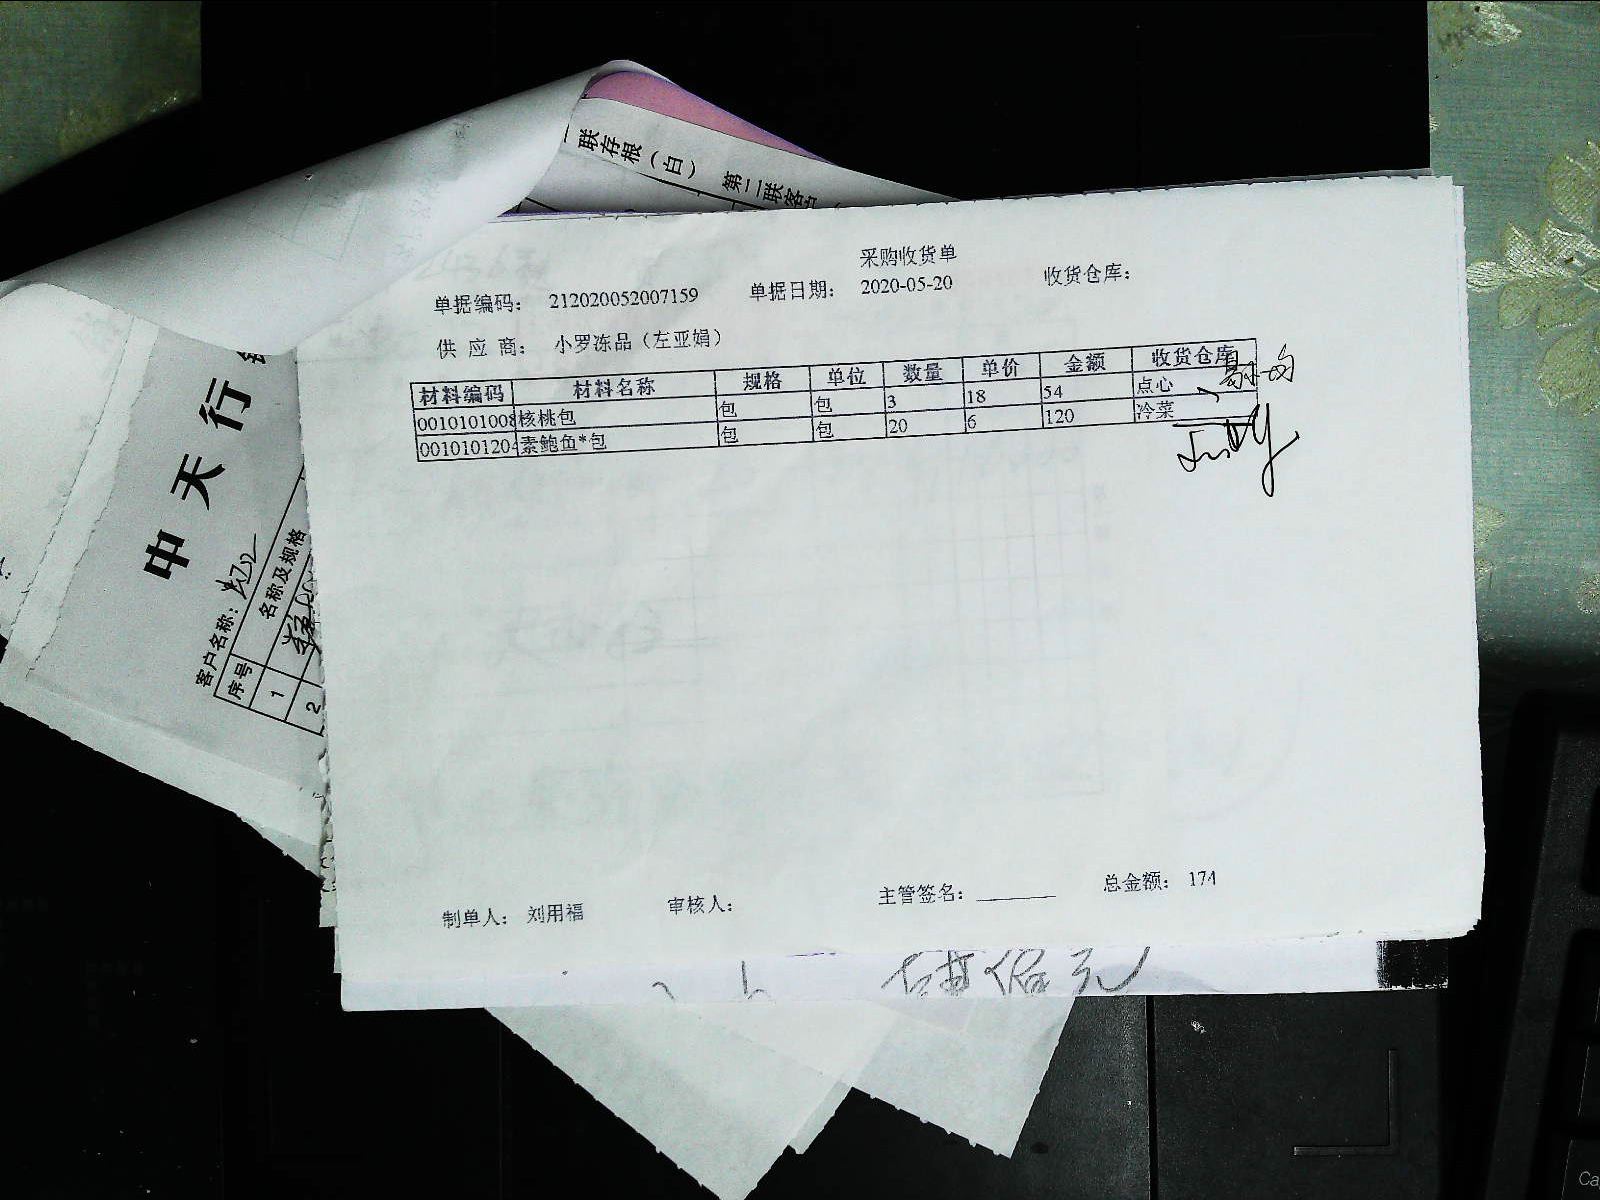 联存根（白）
第二联客
中天行
客户名称：
序号 名称及规格
1
2
采购收货单
单据编码： 212020052007159 单据日期： 2020-05-20 收货仓库：
供 应 商： 小罗冻品（左亚娟）
材料编码 材料名称 规格 单位 数量 单价 金额 收货仓库
0010101008 核桃包 包 包 3 18 54 点心
0010101204 素鲍鱼*包 包 包 20 6 120 冷菜
制单人： 刘用福 审核人： 主管签名： 总金额： 174